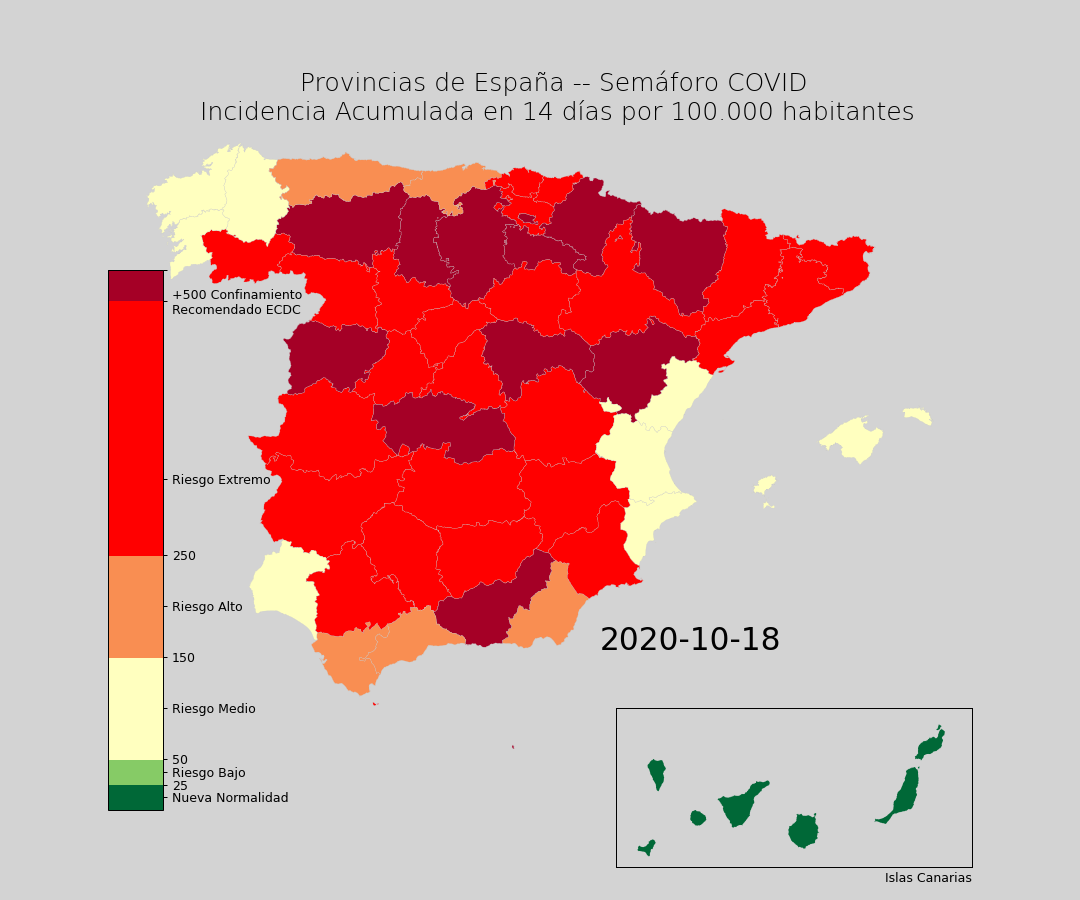 Provincias de España -- Semáforo COVID
Incidencia Acumulada en 14 días por 100.000 habitantes
+500 Confinamiento
Recomendado ECDC
Riesgo Extremo
250
Riesgo Alto
150
Riesgo Medio
50
Riesgo Bajo
25
Nueva Normalidad
2020-10-18
Islas Canarias